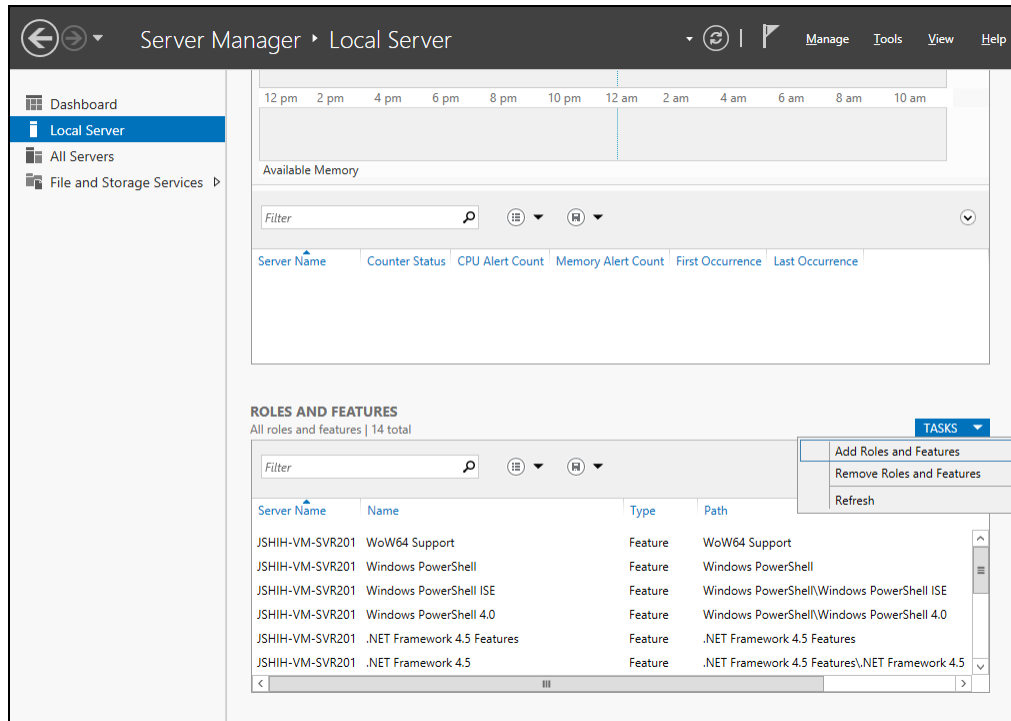 Server Manager ‣ Local Server
Manage Tools View Help
Dashboard
Local Server
All Servers
File and Storage Services
12 pm 2 pm 4 pm 6 pm 8 pm 10 pm 12 am 2 am 4 am 6 am 8 am 10 am
Available Memory
Filter
Server Name Counter Status CPU Alert Count Memory Alert Count First Occurrence Last Occurrence
ROLES AND FEATURES
All roles and features | 14 total
TASKS
Add Roles and Features
Remove Roles and Features
Refresh
Filter
Server Name Name Type Path
JSHIH-VM-SVR201 WoW64 Support Feature WoW64 Support
JSHIH-VM-SVR201 Windows PowerShell Feature Windows PowerShell
JSHIH-VM-SVR201 Windows PowerShell ISE Feature Windows PowerShell\Windows PowerShell ISE
JSHIH-VM-SVR201 Windows PowerShell 4.0 Feature Windows PowerShell\Windows PowerShell 4.0
JSHIH-VM-SVR201 .NET Framework 4.5 Features Feature .NET Framework 4.5 Features
JSHIH-VM-SVR201 .NET Framework 4.5 Feature .NET Framework 4.5 Features\.NET Framework 4.5